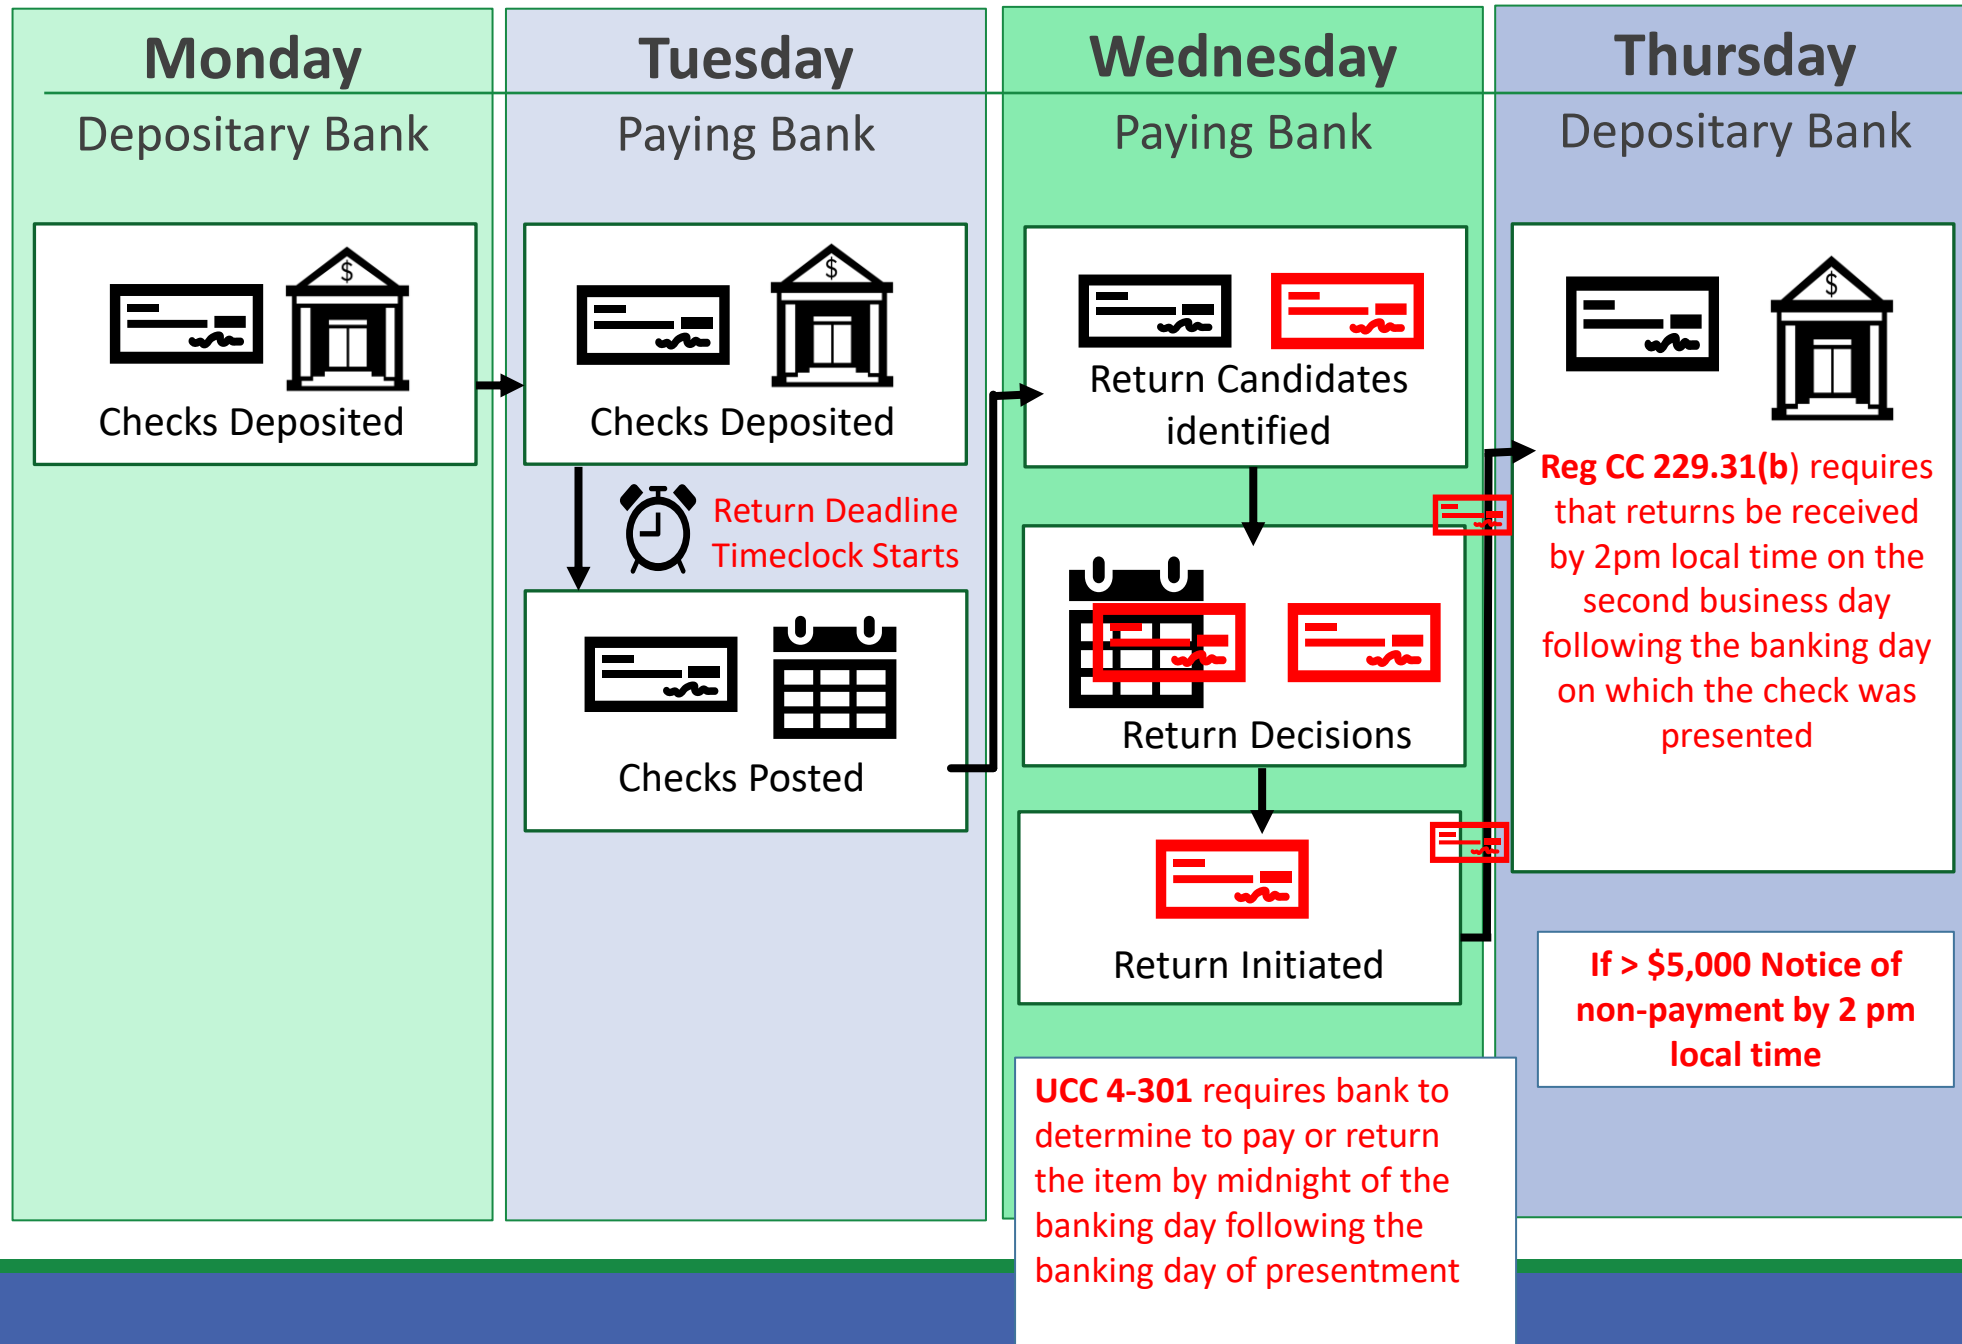 Monday
Depositary Bank
$
Checks Deposited
Tuesday
Paying Bank
$
Checks Deposited
Return Deadline
Timeclock Starts
Checks Posted
Wednesday
Paying Bank
Return Candidates
identified
Return Decisions
Return Initiated
UCC 4-301 requires bank to
determine to pay or return
the item by midnight of the
banking day following the
banking day of presentment
Thursday
Depositary Bank
$
Reg CC 229.31(b) requires
that returns be received
by 2pm local time on the
second business day
following the banking day
on which the check was
presented
If > $5,000 Notice of
non-payment by 2 pm
local time